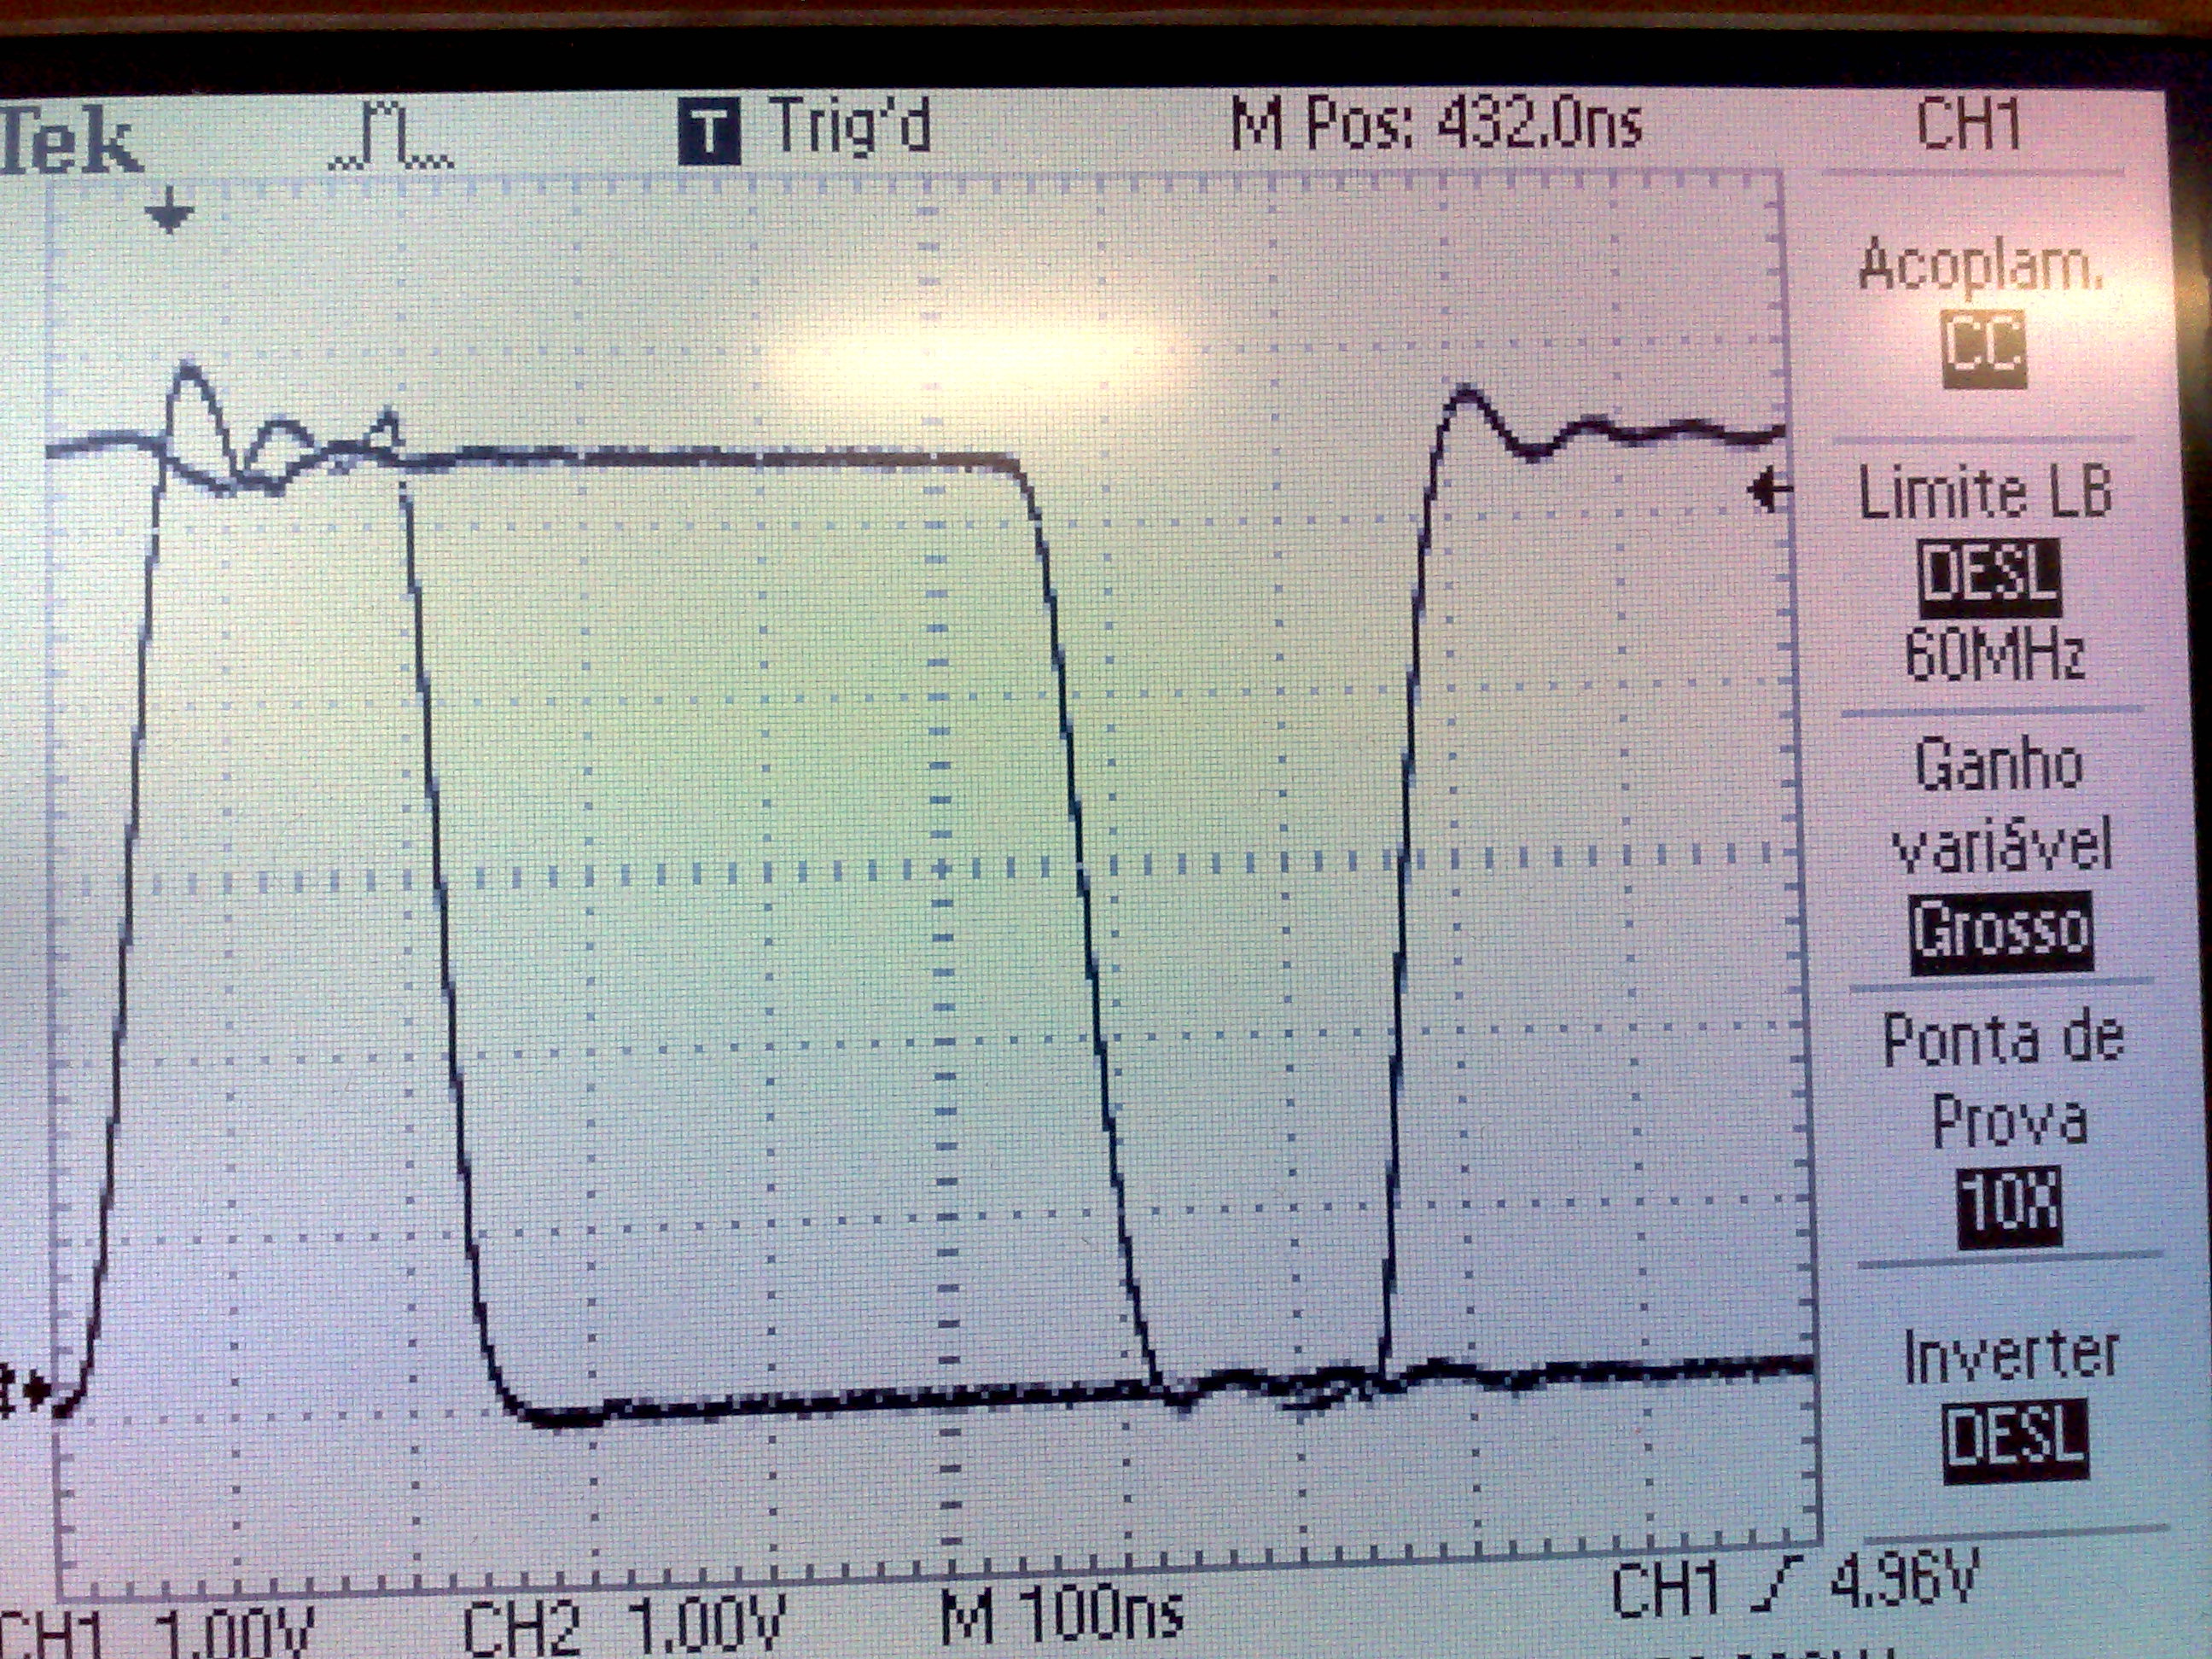 Tek
T Trig'd
M Pos: 432.0ns
CH1
Acoplam.
CC
Limite LB
DESL
60MHz
Ganho
variável
Grosso
Ponta de
Prova
10X
Inverter
DESL
CH1 1.00V
CH2 1.00V
M 100ns
CH1 4.96V